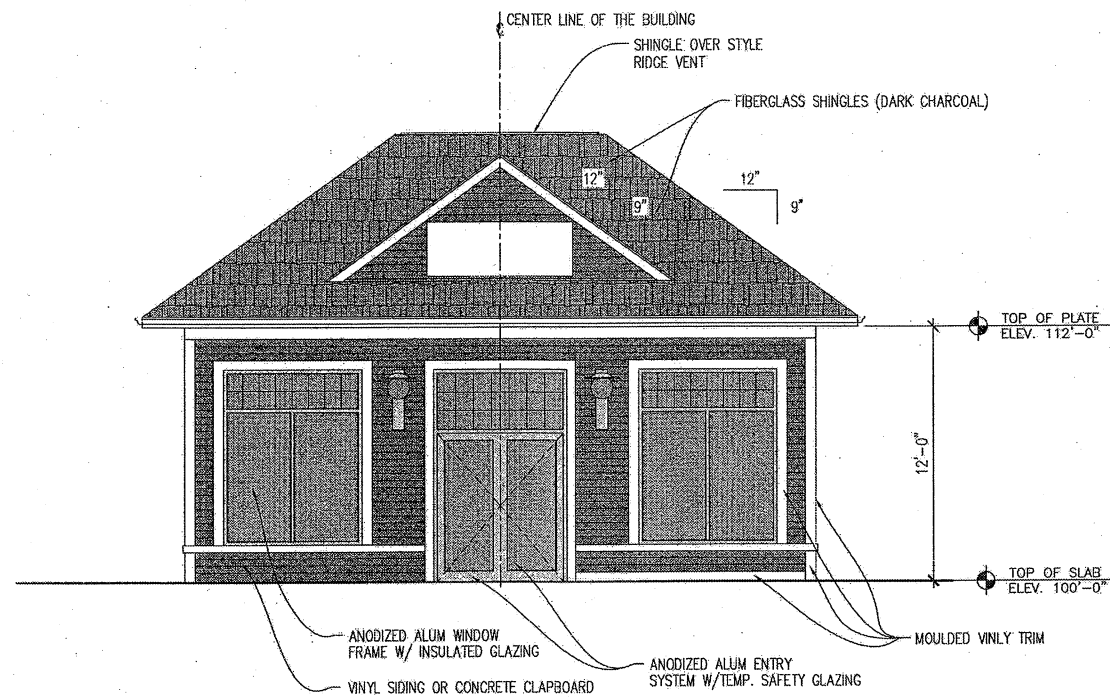 CENTER LINE OF THE BUILDING
SHINGLE OVER STYLE
RIDGE VENT
FIBERGLASS SHINGLES (DARK CHARCOAL)
12"
9"
12"
9"
TOP OF PLATE
ELEV. 112'-0"
12'-0"
TOP OF SLAB
ELEV. 100'-0"
MOULDED VINLY TRIM
ANODIZED ALUM WINDOW
FRAME W/ INSULATED GLAZING
ANODIZED ALUM ENTRY
SYSTEM W/TEMP. SAFETY GLAZING
VINYL SIDING OR CONCRETE CLAPBOARD